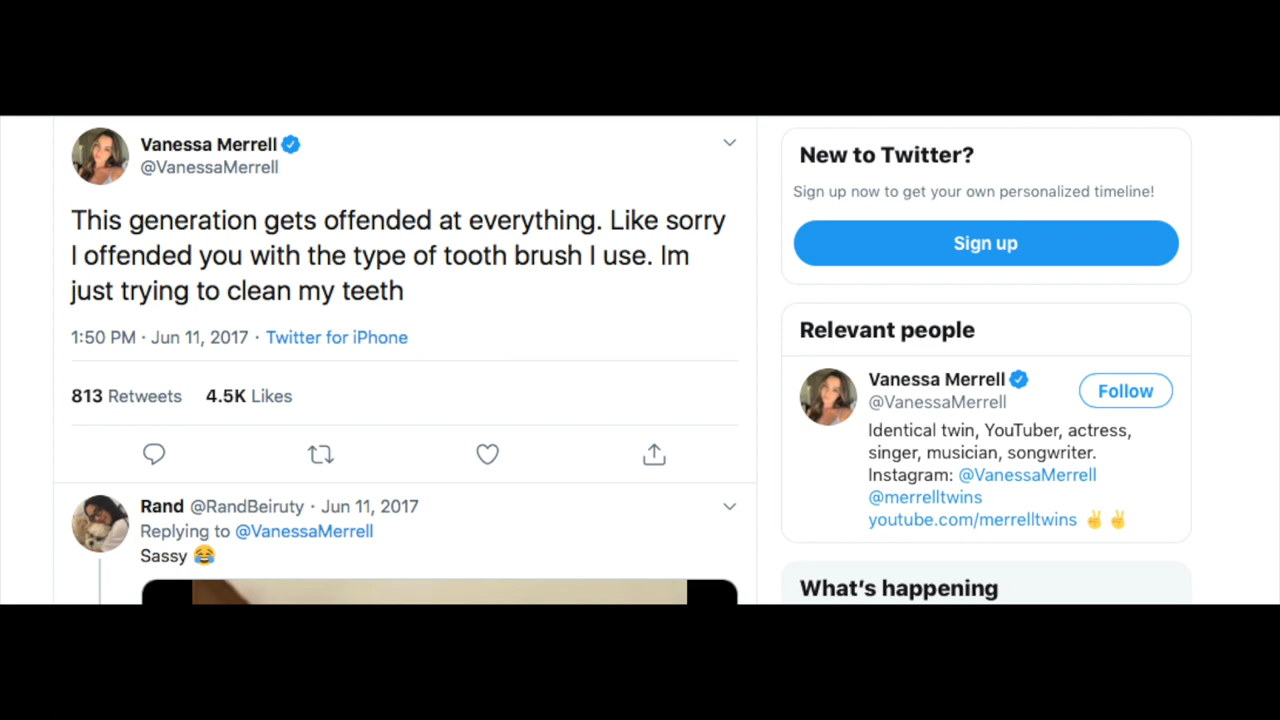 Vanessa Merrell
@VanessaMerrell
This generation gets offended at everything. Like sorry
I offended you with the type of tooth brush I use. Im
just trying to clean my teeth
1:50 PM · Jun 11, 2017 · Twitter for iPhone
813 Retweets 4.5K Likes
Rand @RandBeiruty · Jun 11, 2017
Replying to @VanessaMerrell
Sassy 😂
New to Twitter?
Sign up now to get your own personalized timeline!
Sign up
Relevant people
Vanessa Merrell
@VanessaMerrell
Follow
Identical twin, YouTuber, actress,
singer, musician, songwriter.
Instagram: @VanessaMerrell
@merrelltwins
youtube.com/merrelltwins ✌️✌️
What's happening